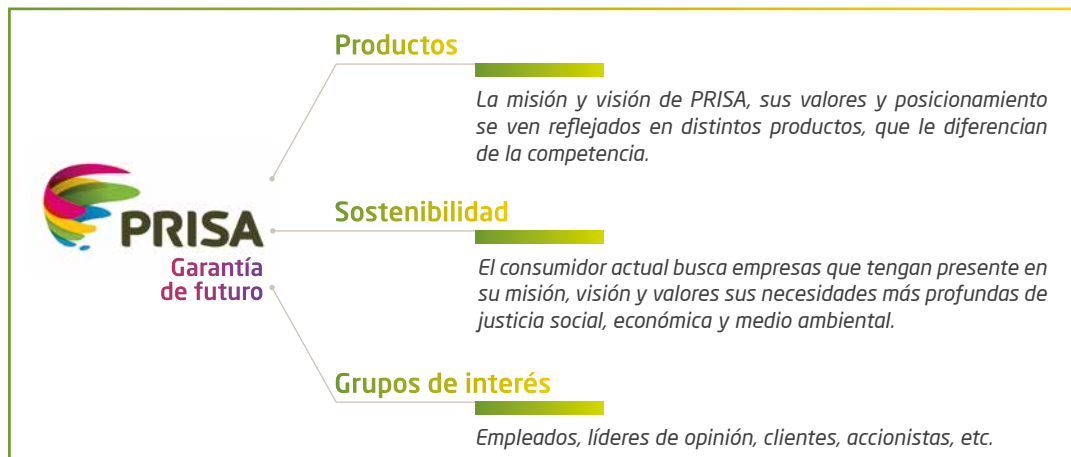 Productos
La misión y visión de PRISA, sus valores y posicionamiento
se ven reflejados en distintos productos, que le diferencian
de la competencia.
PRISA
Garantía
de futuro
Sostenibilidad
El consumidor actual busca empresas que tengan presente en
su misión, visión y valores sus necesidades más profundas de
justicia social, económica y medio ambiental.
Grupos de interés
Empleados, líderes de opinión, clientes, accionistas, etc.